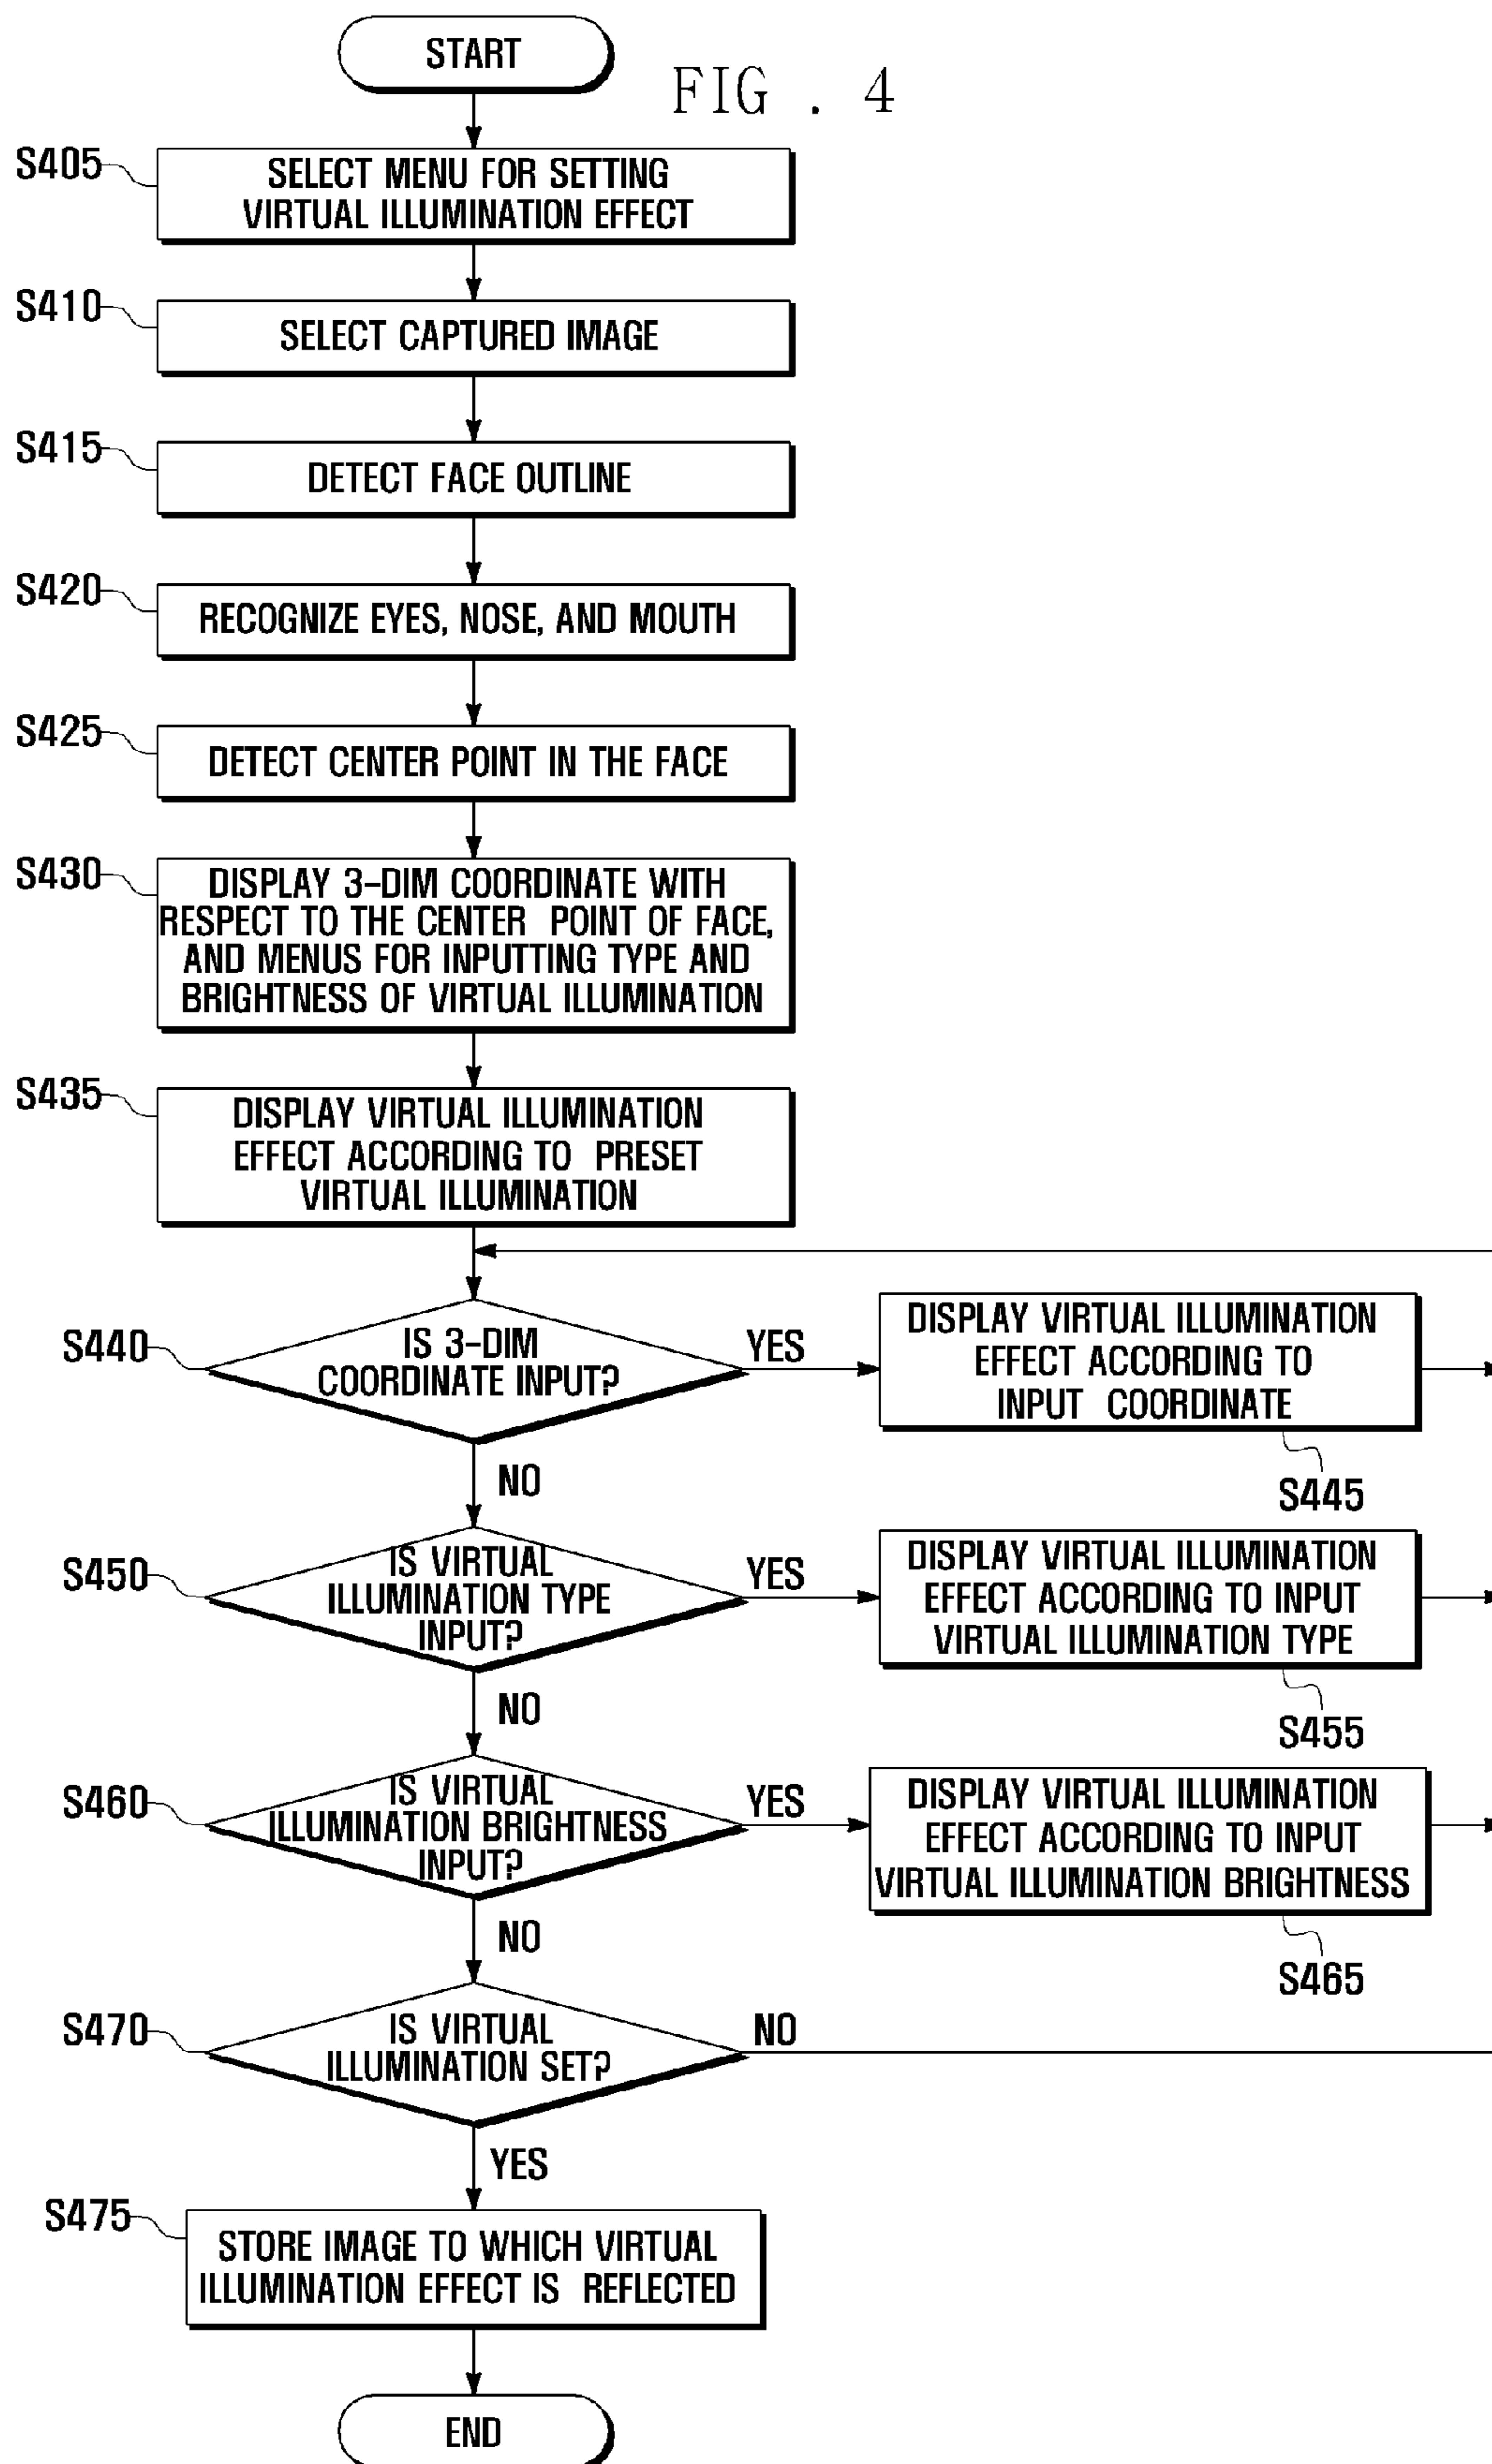 START
FIG . 4
S405
SELECT MENU FOR SETTING
VIRTUAL ILLUMINATION EFFECT
S410
SELECT CAPTURED IMAGE
S415
DETECT FACE OUTLINE
S420
RECOGNIZE EYES, NOSE, AND MOUTH
S425
DETECT CENTER POINT IN THE FACE
S430
DISPLAY 3-DIM COORDINATE WITH
RESPECT TO THE CENTER POINT OF FACE,
AND MENUS FOR INPUTTING TYPE AND
BRIGHTNESS OF VIRTUAL ILLUMINATION
S435
DISPLAY VIRTUAL ILLUMINATION
EFFECT ACCORDING TO PRESET
VIRTUAL ILLUMINATION
S440
IS 3-DIM
COORDINATE INPUT?
YES
DISPLAY VIRTUAL ILLUMINATION
EFFECT ACCORDING TO
INPUT COORDINATE
S445
NO
S450
IS VIRTUAL
ILLUMINATION TYPE
INPUT?
YES
DISPLAY VIRTUAL ILLUMINATION
EFFECT ACCORDING TO INPUT
VIRTUAL ILLUMINATION TYPE
S455
NO
S460
IS VIRTUAL
ILLUMINATION BRIGHTNESS
INPUT?
YES
DISPLAY VIRTUAL ILLUMINATION
EFFECT ACCORDING TO INPUT
VIRTUAL ILLUMINATION BRIGHTNESS
S465
NO
S470
IS VIRTUAL
ILLUMINATION SET?
NO
YES
S475
STORE IMAGE TO WHICH VIRTUAL
ILLUMINATION EFFECT IS REFLECTED
END